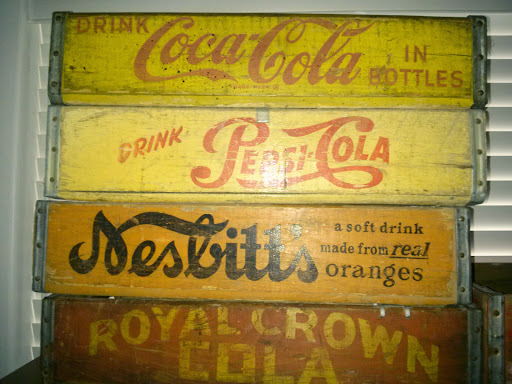 DRINK Coca-Cola IN BOTTLES
DRINK PEPSI-COLA
Nesbitt's a soft drink
made from real
oranges
ROYAL CROWN
COLA